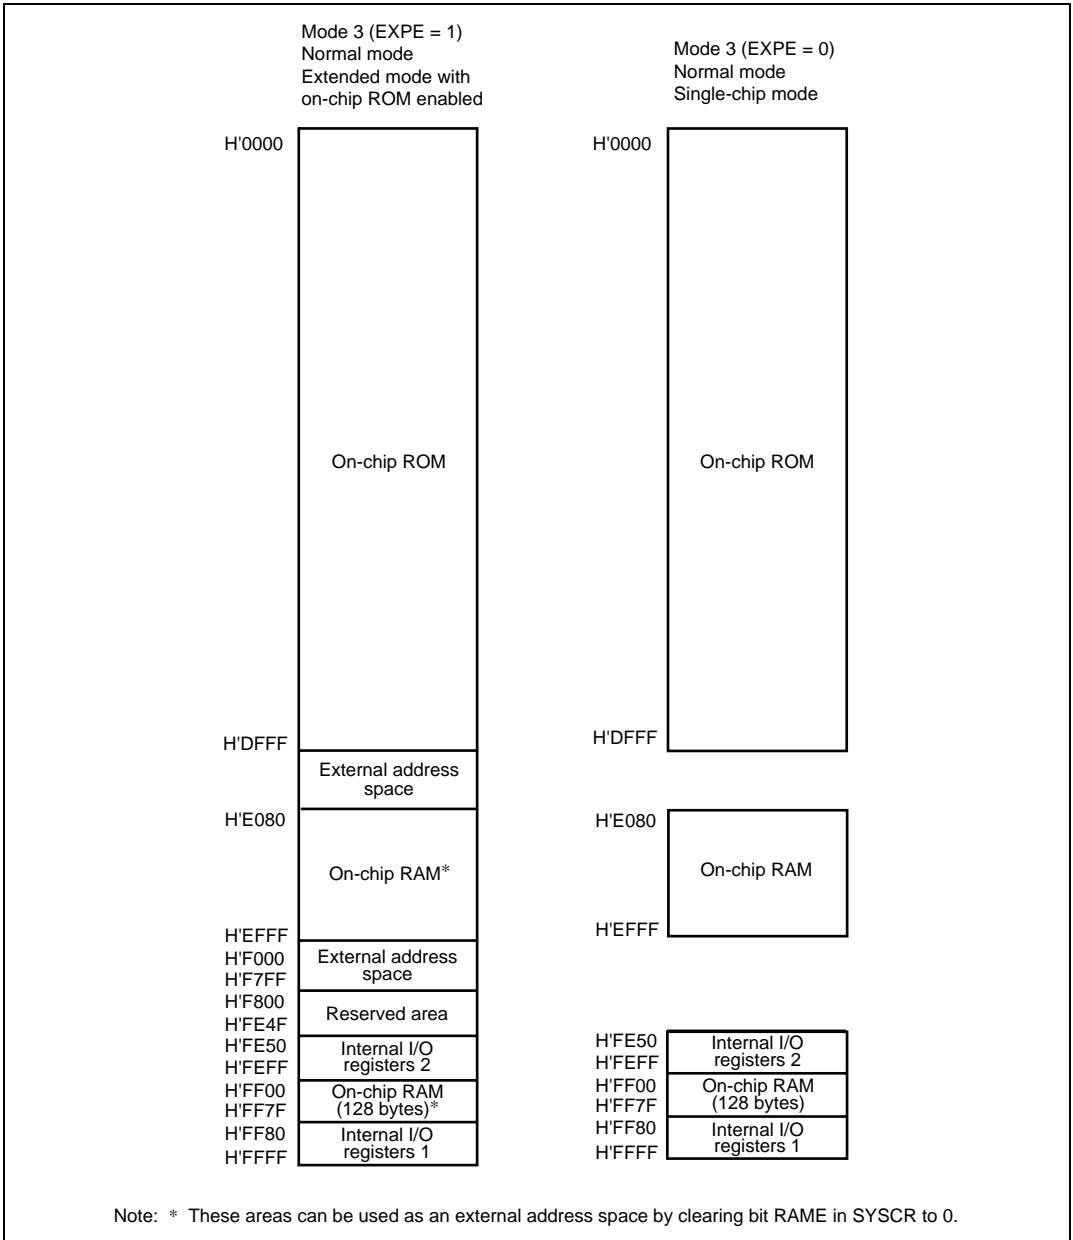 Mode 3 (EXPE = 1)
Normal mode
Extended mode with
on-chip ROM enabled
H'0000
On-chip ROM
H'DFFF
External address
space
H'E080
On-chip RAM*
H'EFFF
H'F000
External address
space
H'F7FF
H'F800
Reserved area
H'FE4F
H'FE50
Internal I/O
registers 2
H'FEFF
H'FF00
On-chip RAM
(128 bytes)*
H'FF7F
H'FF80
Internal I/O
registers 1
H'FFFF
Mode 3 (EXPE = 0)
Normal mode
Single-chip mode
H'0000
On-chip ROM
H'DFFF
H'E080
On-chip RAM
H'EFFF
H'FE50
Internal I/O
registers 2
H'FEFF
H'FF00
On-chip RAM
(128 bytes)
H'FF7F
H'FF80
Internal I/O
registers 1
H'FFFF
Note: * These areas can be used as an external address space by clearing bit RAME in SYSCR to 0.